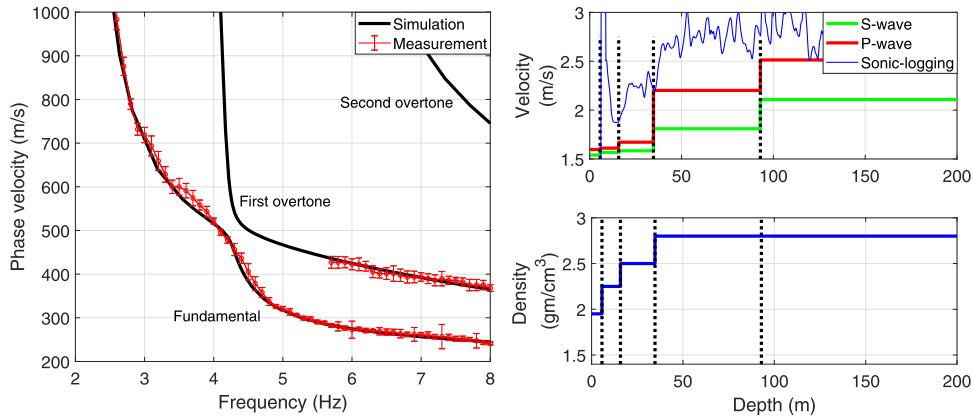 1000
900
800
700
600
500
400
300
200
2
3
4
5
6
7
8
Phase velocity (m/s)
Frequency (Hz)
Simulation
Measurement
Second overtone
First overtone
Fundamental
3
2.5
2
1.5
0
50
100
150
200
Velocity
(m/s)
S-wave
P-wave
Sonic-logging
3
2.5
2
1.5
0
50
100
150
200
Density
(gm/cm³)
Depth (m)